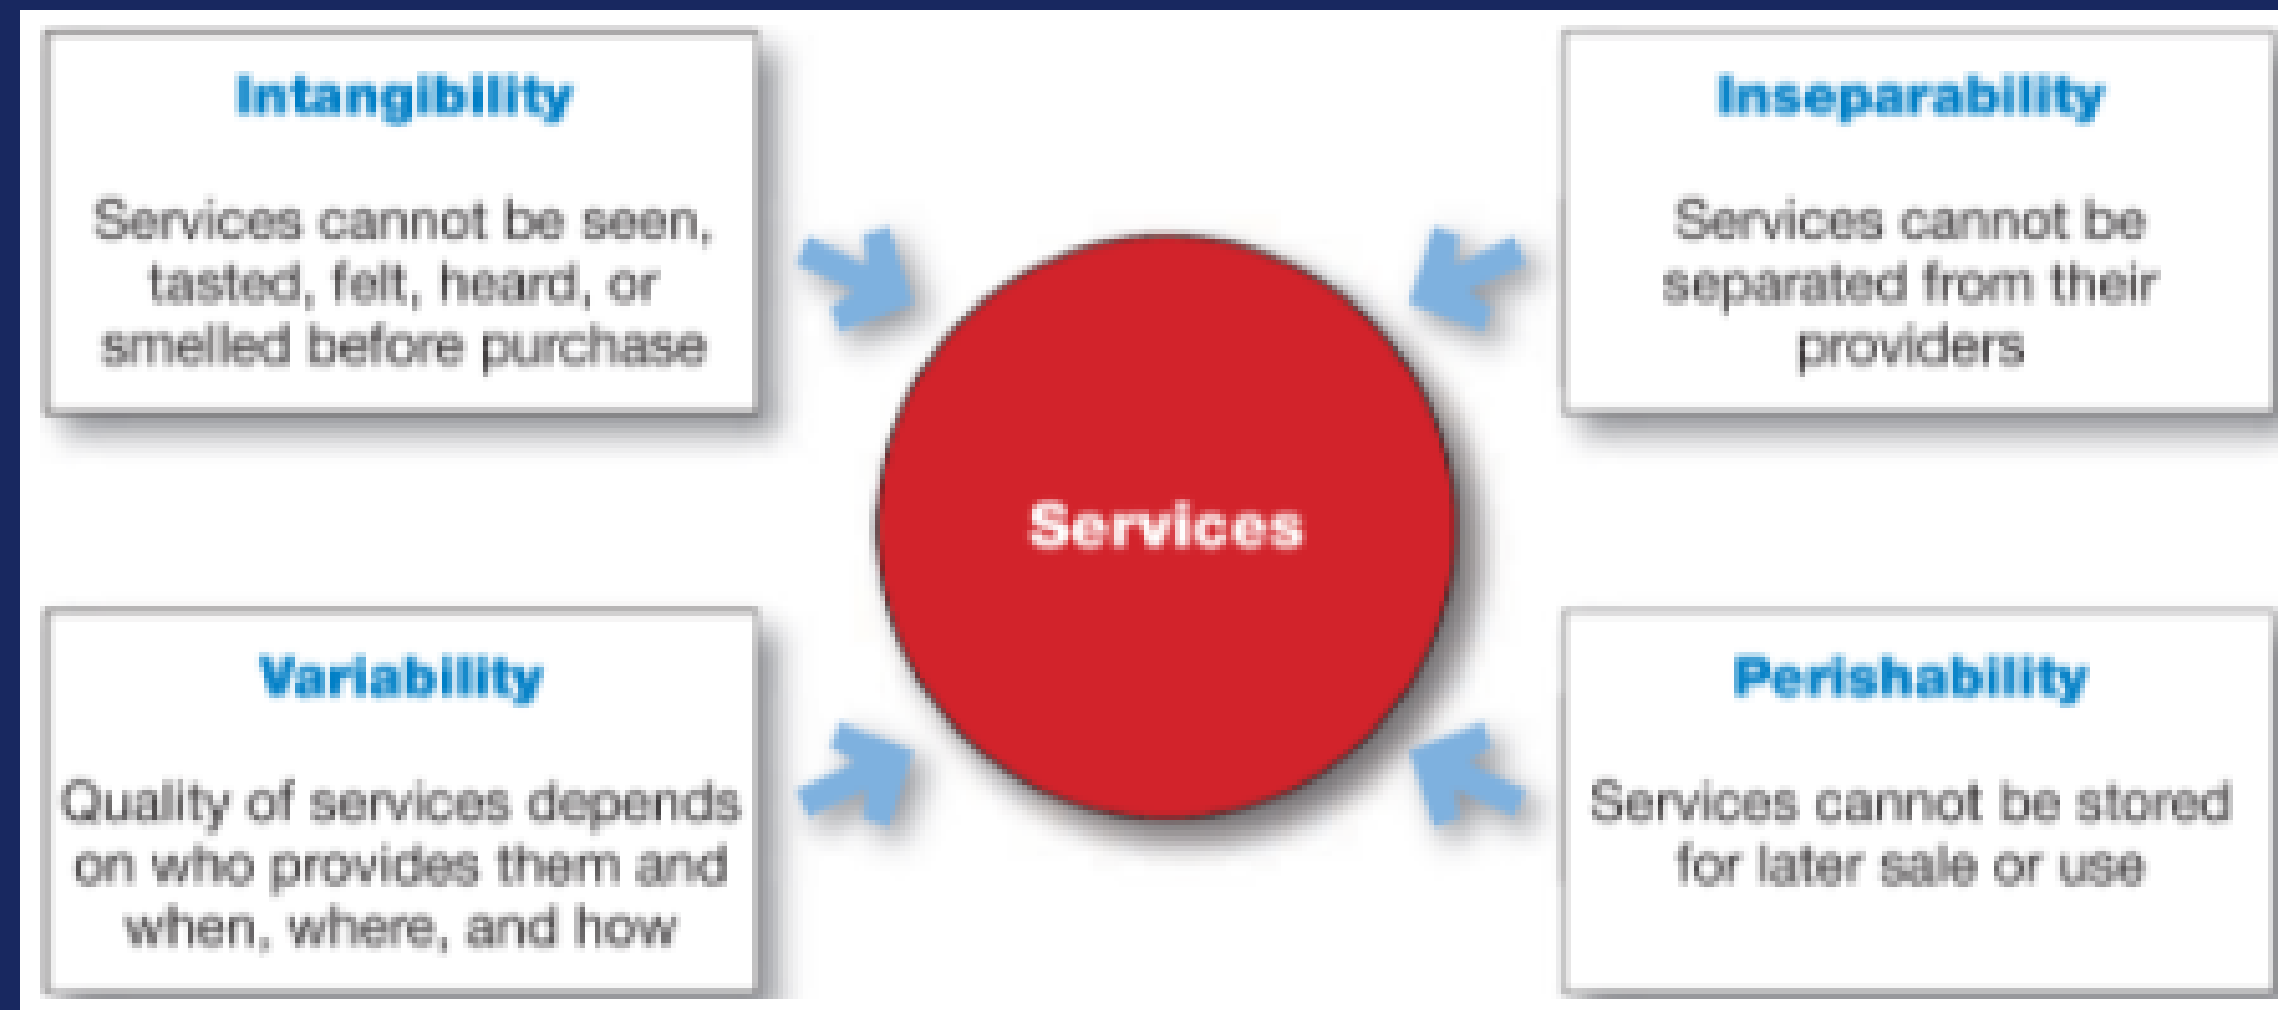 Intangibility
Services cannot be seen,
tasted, felt, heard, or
smelled before purchase
Inseparability
Services cannot be
separated from their
providers
Services
Variability
Quality of services depends
on who provides them and
when, where, and how
Perishability
Services cannot be stored
for later sale or use